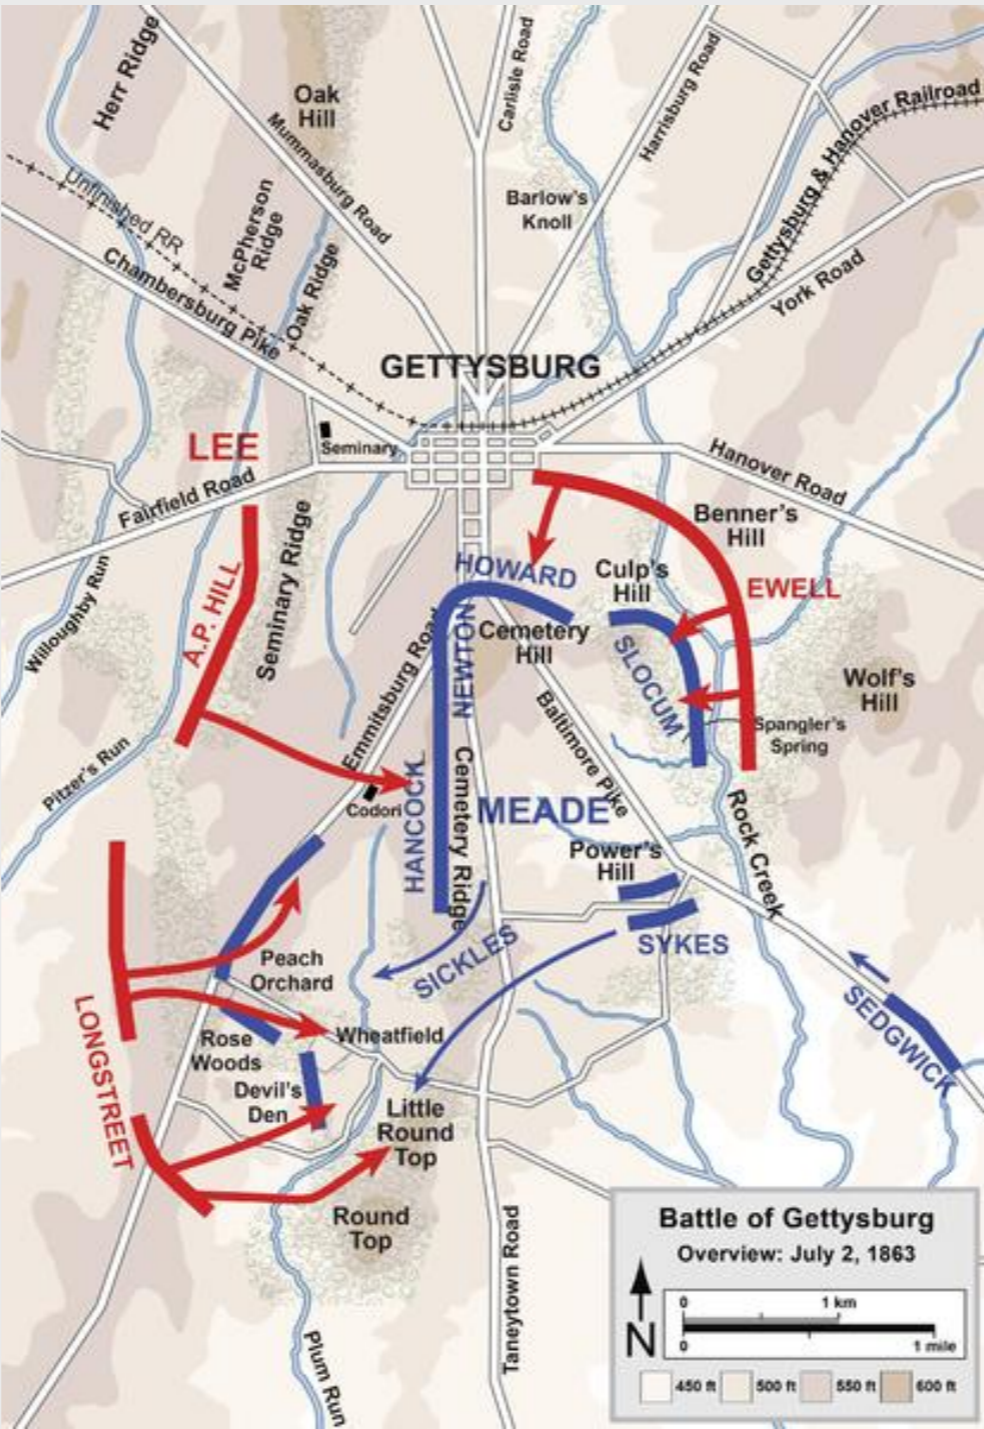 Herr Ridge
Oak
Hill
Carlisle Road
Harrisburg Road
Mummasburg Road
Gettysburg & Hanover Railroad
Unfinished RR
McPherson
Ridge
Barlow's
Knoll
Chambersburg Pike
Oak Ridge
York Road
GETTYSBURG
LEE
Seminary
Hanover Road
Fairfield Road
Benner's
Hill
Seminary Ridge
HOWARD
Culp's
Hill
EWELL
A.P. HILL
Willoughby Run
NEWTON
Cemetery
Hill
SLOCUM
Wolf's
Hill
Emmitsburg Road
Baltimore Pike
Spangler's
Spring
Pitzer's Run
Codori
HANCOCK
Cemetery Ridge
MEADE
Rock Creek
Power's
Hill
SYKES
SICKLES
Peach
Orchard
SEDGWICK
LONGSTREET
Rose
Woods
Wheatfield
Devil's
Den
Little
Round
Top
Round
Top
Taneytown Road
Plum Run
Battle of Gettysburg
Overview: July 2, 1863
N
0 1 km
0 1 mile
450 ft 500 ft 550 ft 600 ft